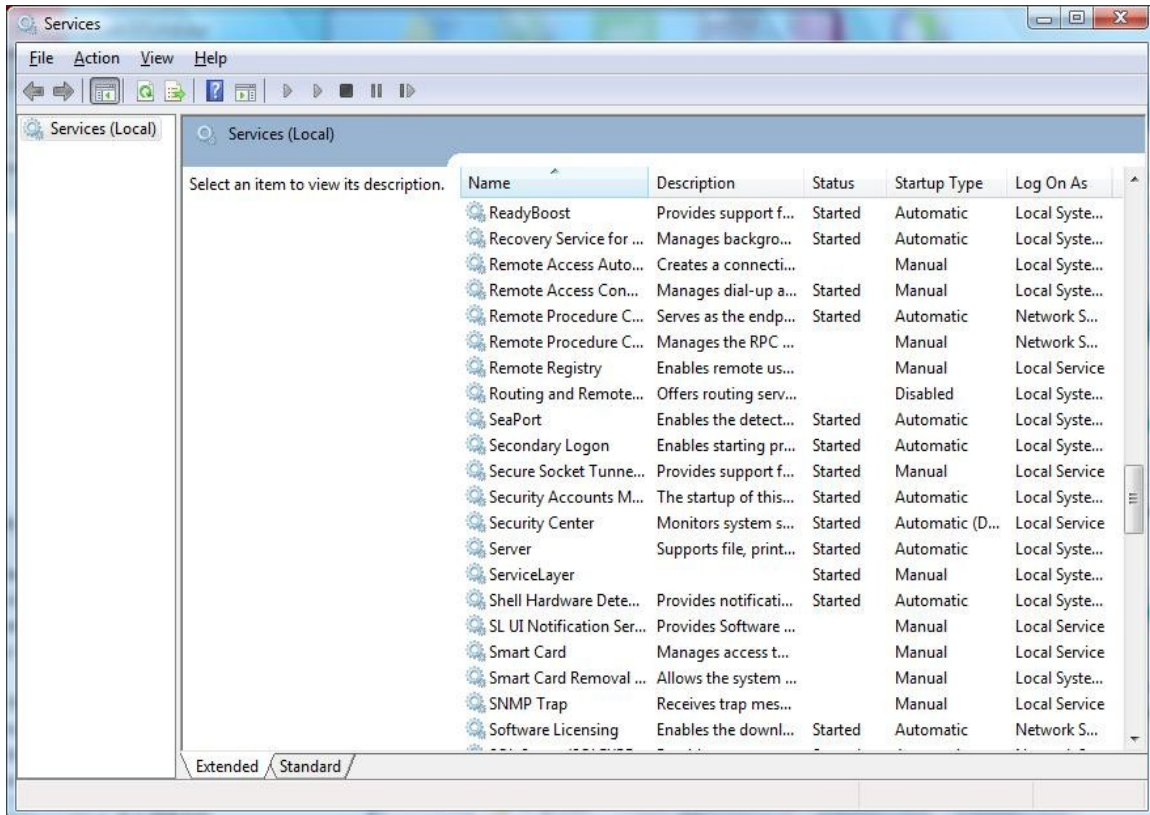 Services
File Action View Help
Services (Local)
Services (Local)
Select an item to view its description.
Name Description Status Startup Type Log On As
ReadyBoost Provides support f... Started Automatic Local Syste...
Recovery Service for ... Manages backgro... Started Automatic Local Syste...
Remote Access Auto... Creates a connecti... Manual Local Syste...
Remote Access Con... Manages dial-up a... Started Manual Local Syste...
Remote Procedure C... Serves as the endp... Started Automatic Network S...
Remote Procedure C... Manages the RPC ... Manual Network S...
Remote Registry Enables remote us... Manual Local Service
Routing and Remote... Offers routing serv... Disabled Local Syste...
SeaPort Enables the detect... Started Automatic Local Syste...
Secondary Logon Enables starting pr... Started Automatic Local Syste...
Secure Socket Tunne... Provides support f... Started Manual Local Service
Security Accounts M... The startup of this... Started Automatic Local Syste...
Security Center Monitors system s... Started Automatic (D... Local Service
Server Supports file, print... Started Automatic Local Syste...
ServiceLayer Started Manual Local Syste...
Shell Hardware Dete... Provides notificati... Started Automatic Local Syste...
SL UI Notification Ser... Provides Software ... Manual Local Service
Smart Card Manages access t... Manual Local Service
Smart Card Removal ... Allows the system ... Manual Local Syste...
SNMP Trap Receives trap mes... Manual Local Service
Software Licensing Enables the downl... Started Automatic Network S...
Extended Standard